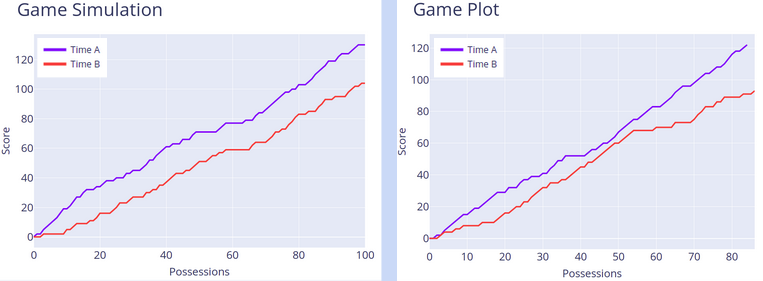 Game Simulation
Time A
Time B
120
100
80
60
40
20
0
Score
0 20 40 60 80 100
Possessions
Game Plot
Time A
Time B
120
100
80
60
40
20
0
Score
0 10 20 30 40 50 60 70 80
Possessions